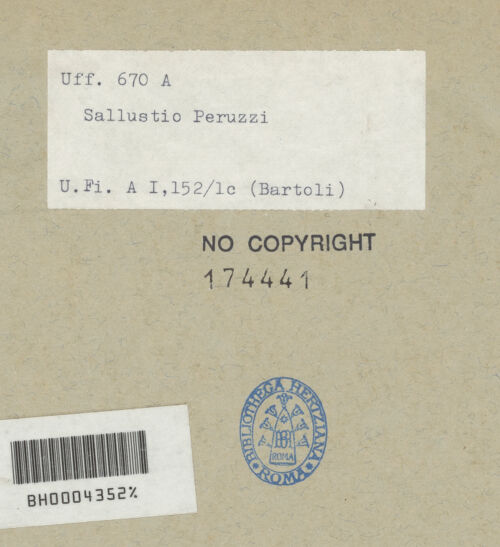 Uff. 670 A
Sallustio Peruzzi
U.Fi. A I,152/1c (Bartoli)
NO COPYRIGHT
174441
BIBLIOTHECA HERTZIANA
ROMA
ROMA
BH0004352%